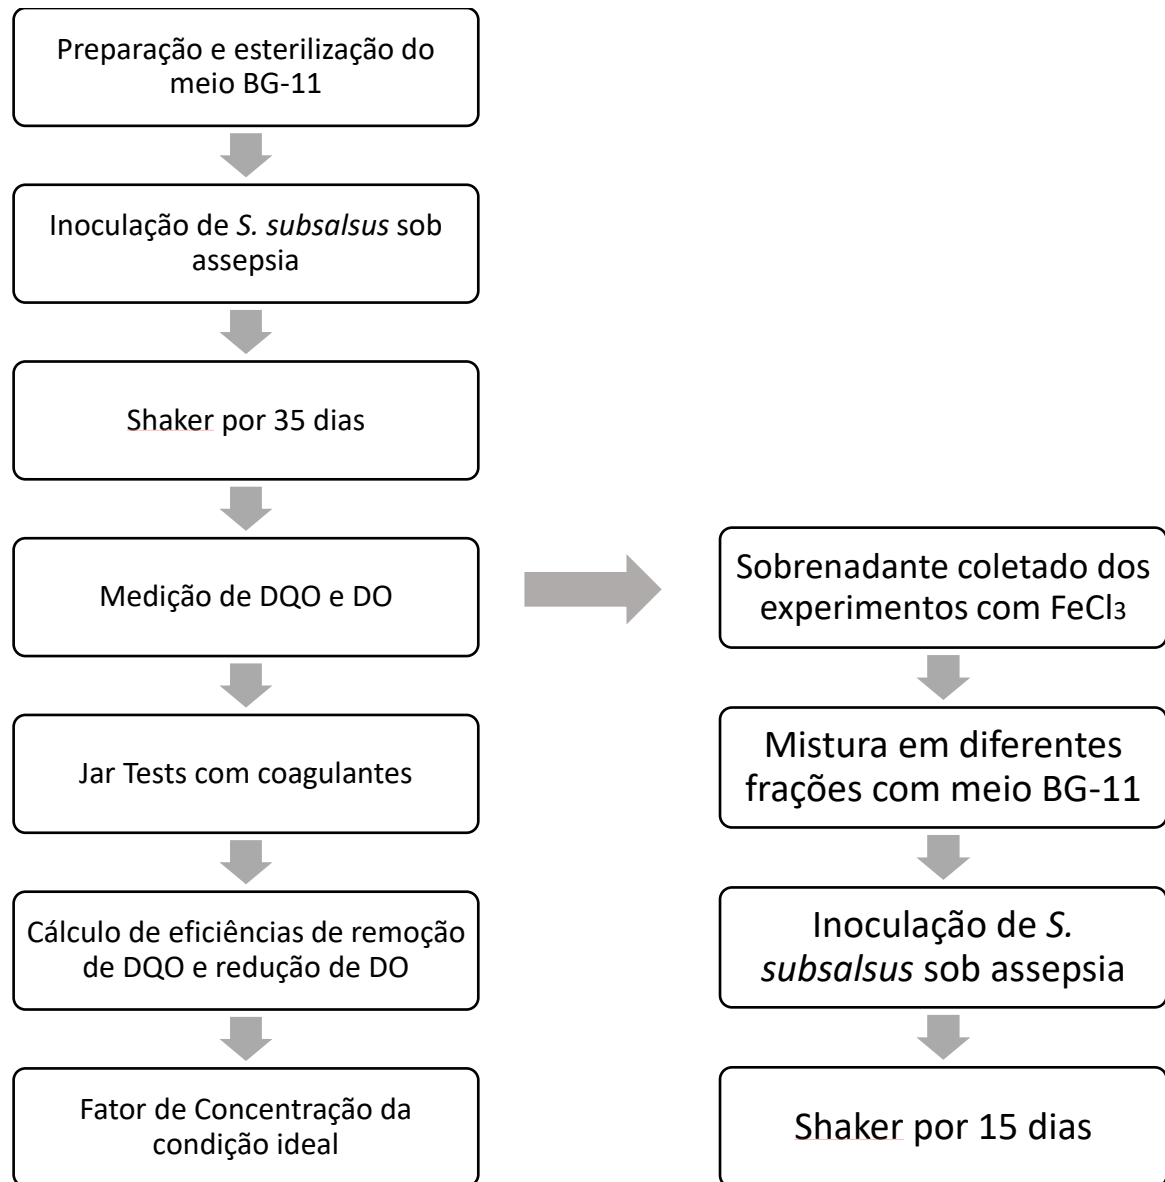 Preparação e esterilização do
meio BG-11
Inoculação de S. subsalsus sob
assepsia
Shaker por 35 dias
Medição de DQO e DO
Jar Tests com coagulantes
Cálculo de eficiências de remoção
de DQO e redução de DO
Fator de Concentração da
condição ideal
Sobrenadante coletado dos
experimentos com FeCl3
Mistura em diferentes
frações com meio BG-11
Inoculação de S.
subsalsus sob assepsia
Shaker por 15 dias